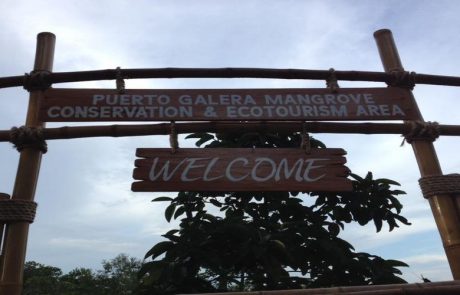 PUERTO GALERA MANGROVE
CONSERVATION & ECOTOURISM AREA
WELCOME